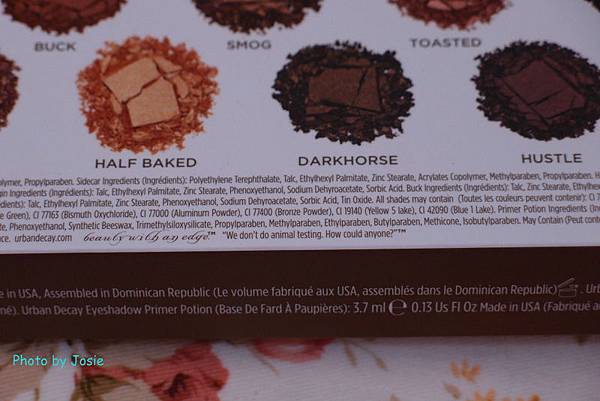 BUCK SMOG TOASTED
HALF BAKED DARKHORSE HUSTLE
Propylparaben. Sidecar Ingredients (Ingrédients): Polyethylene Terephthalate, Talc, Ethylhexyl Palmitate, Zinc Stearate, Acrylates Copolymer, Methylparaben, Propylparaben.
Ingredients (Ingrédients): Talc, Ethylhexyl Palmitate, Zinc Stearate, Phenoxyethanol, Sodium Dehydroacetate, Sorbic Acid. Buck Ingredients (Ingrédients): Talc, Zinc Stearate,
Talc, Ethylhexyl Palmitate, Zinc Stearate, Phenoxyethanol, Sodium Dehydroacetate, Sorbic Acid, Tin Oxide. All shades may contain (Toutes les couleurs peuvent contenir): CI
Green), CI 77163 (Bismuth Oxychloride), CI 77000 (Aluminum Powder), CI 77400 (Bronze Powder), CI 19140 (Yellow 5 lake), CI 42090 (Blue 1 Lake). Primer Potion Ingredients
Phenoxyethanol, Synthetic Beeswax, Trimethylsiloxysilicate, Propylparaben, Methylparaben, Ethylparaben, Butylparaben, Methicone, Isobutylparaben. May Contain (Peut
urbandecay.com beauty with an edge.™ “We don't do animal testing. How could anyone?”™
in USA, Assembled in Dominican Republic (Le volume fabriqué aux USA, assemblés dans le Dominican Republic)
Urban Decay Eyeshadow Primer Potion (Base De Fard À Paupières): 3.7 ml ℮ 0.13 Us Fl Oz Made in USA (Fabriqué
Photo by Josie